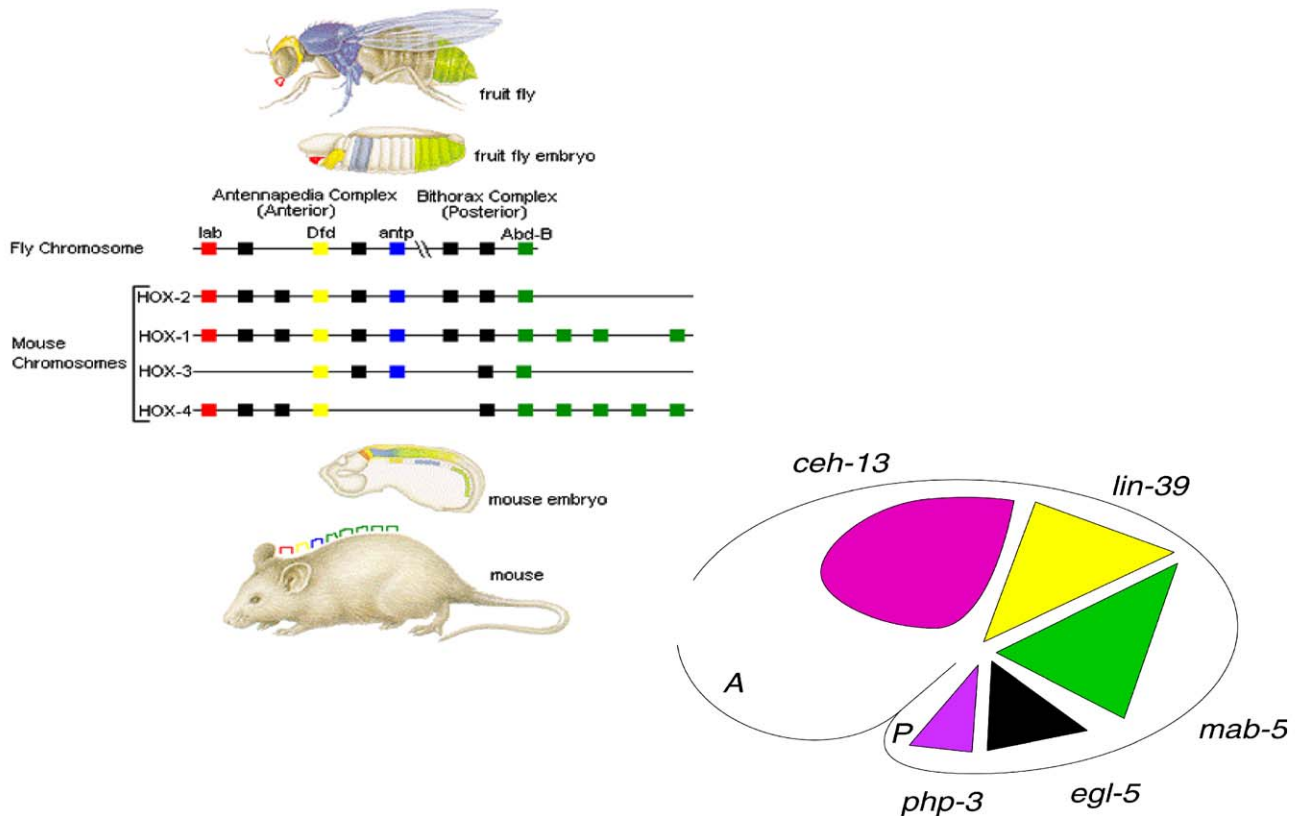 fruit fly
fruit fly embryo
Antennapedia Complex
(Anterior)
Bithorax Complex
(Posterior)
lab
Dfd
antp
Abd-B
Fly Chromosome
HOX-2
HOX-1
Mouse
Chromosomes
HOX-3
HOX-4
mouse embryo
mouse
ceh-13
lin-39
A
P
mab-5
egl-5
php-3